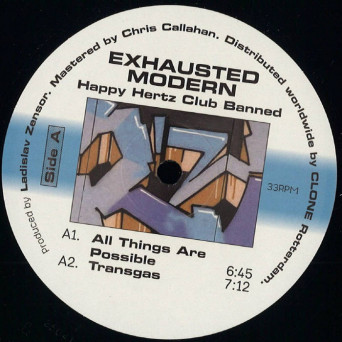 Produced by Ladislav Zensor. Mastered by Chris Callahan. Distributed worldwide by CLONE Rotterdam.
EXHAUSTED
MODERN
Happy Hertz Club Banned
Side A
33RPM
A1. All Things Are
Possible 6:45
A2. Transgas 7:12